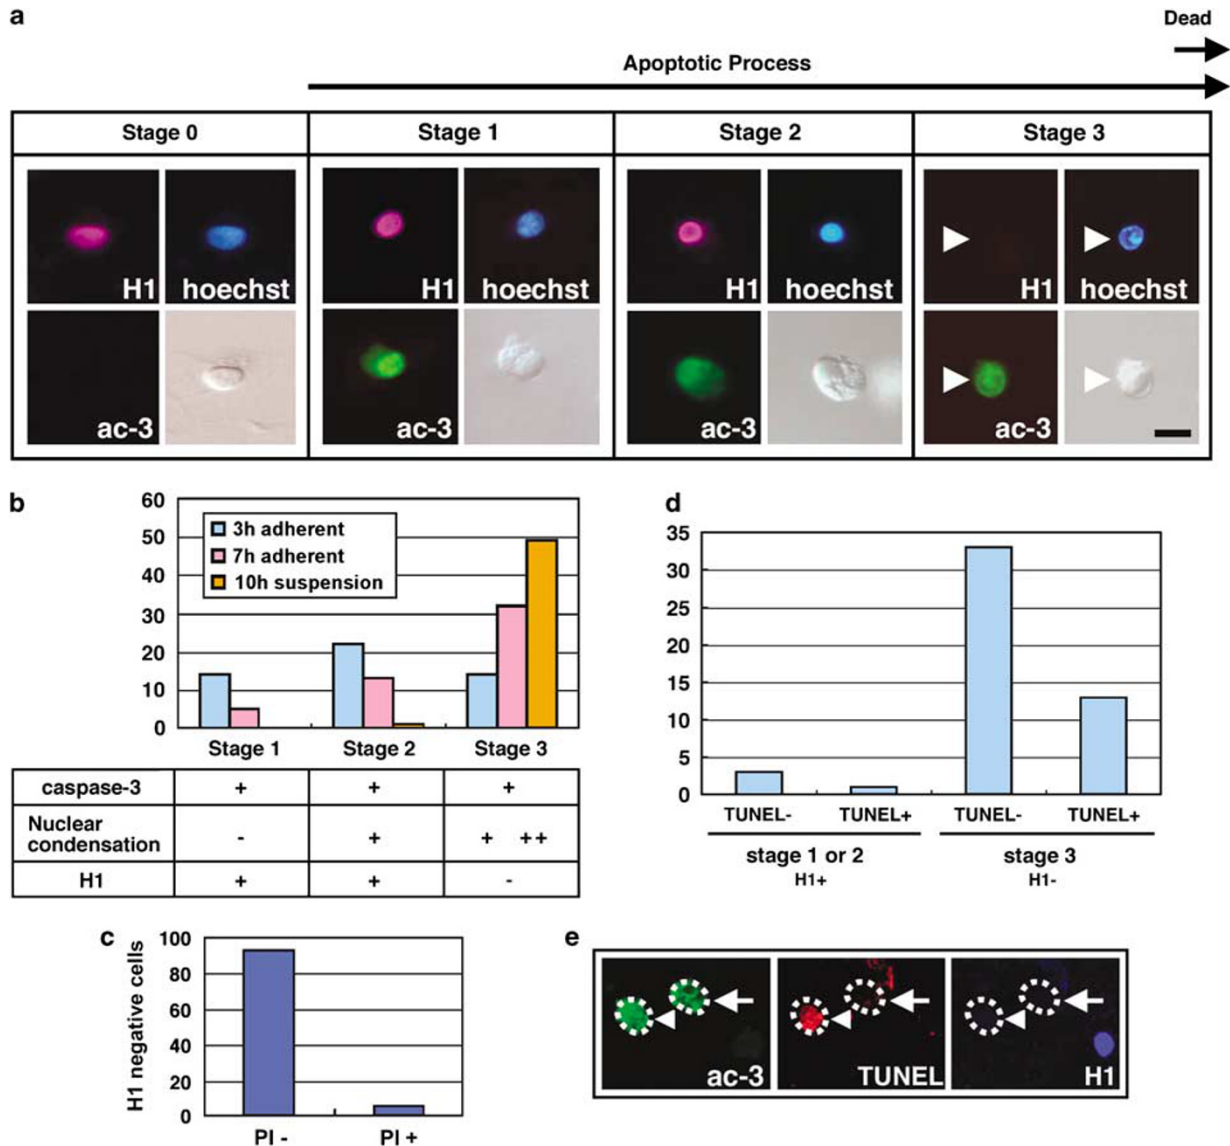 a
Dead
Apoptotic Process
Stage 0 Stage 1 Stage 2 Stage 3
H1 hoechst H1 hoechst H1 hoechst H1 hoechst
ac-3 ac-3 ac-3 ac-3
b
60
50
40
30
20
10
0
3h adherent
7h adherent
10h suspension
Stage 1 Stage 2 Stage 3
caspase-3 + + +
Nuclear
condensation - + + ++
H1 + + -
d
35
30
25
20
15
10
5
0
TUNEL- TUNEL+ TUNEL- TUNEL+
stage 1 or 2 stage 3
H1+ H1-
c
H1 negative cells
100
80
60
40
20
0
PI - PI +
e
ac-3 TUNEL H1